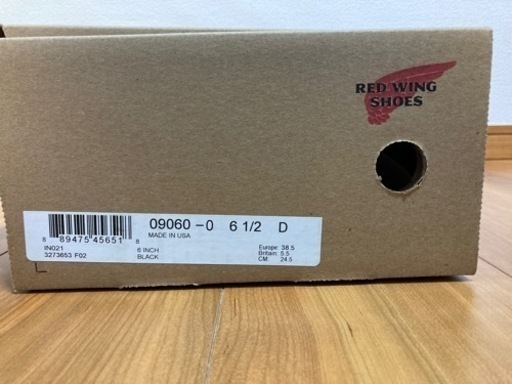 RED WING
SHOES
09060-0 6 1/2 D
MADE IN USA
8 89475 45651 8
IN021
3273653 F02
6 INCH
BLACK
Europe: 38.5
Britain: 5.5
CM: 24.5